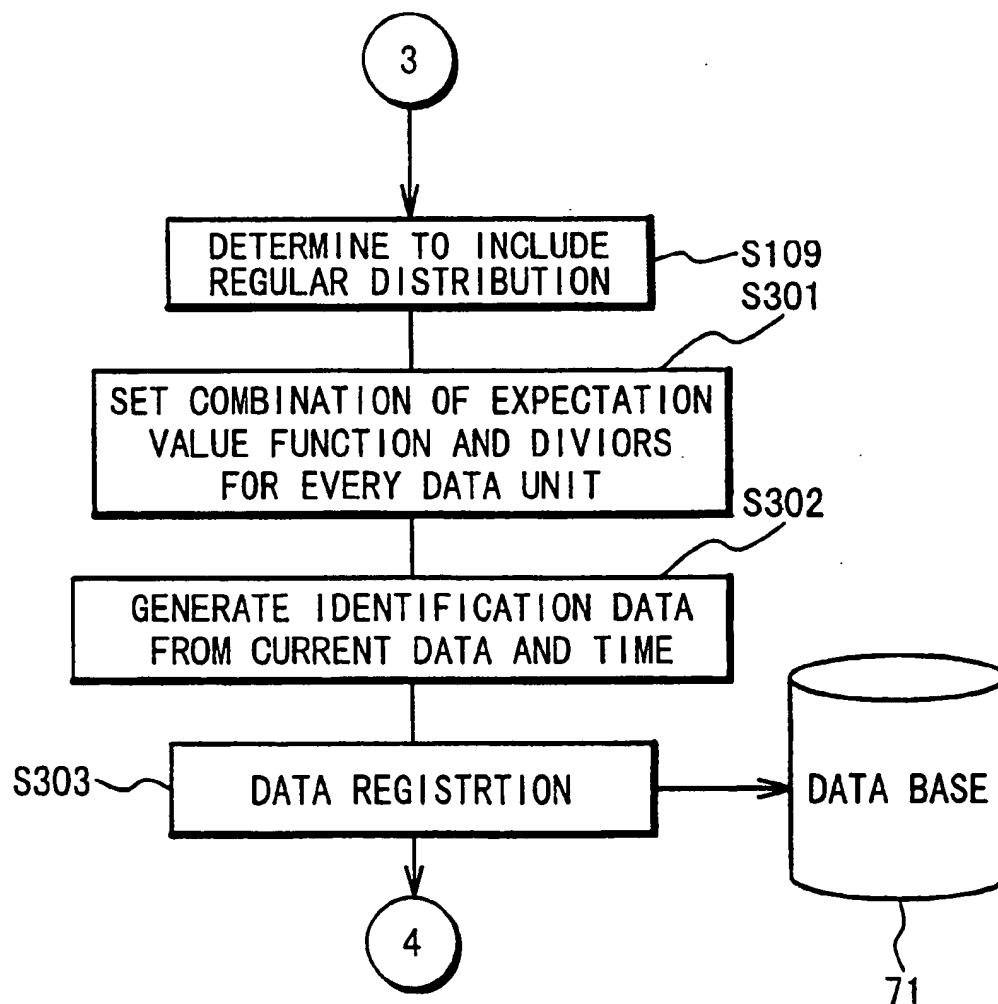 3
DETERMINE TO INCLUDE
REGULAR DISTRIBUTION
S109
S301
SET COMBINATION OF EXPECTATION
VALUE FUNCTION AND DIVIORS
FOR EVERY DATA UNIT
S302
GENERATE IDENTIFICATION DATA
FROM CURRENT DATA AND TIME
S303
DATA REGISTRTION
DATA BASE
4
71